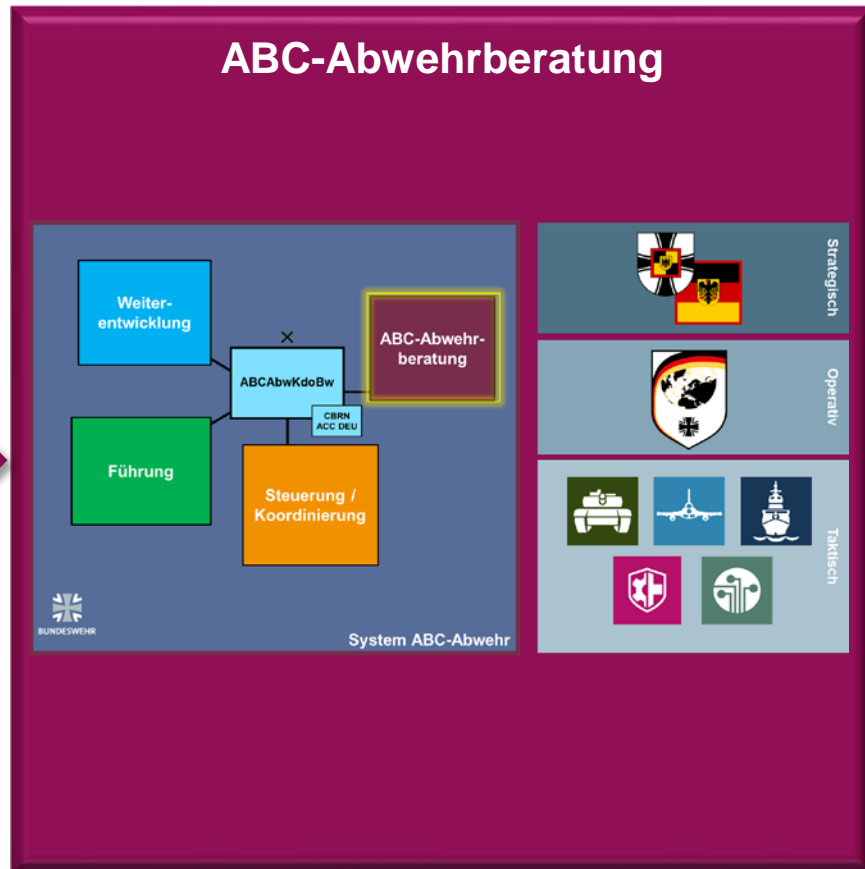 ABC-Abwehrberatung
Weiter-
entwicklung
ABC-Abwehr-
beratung
ABCAbwKdoBw
CBRN
ACC DEU
Führung
Steuerung /
Koordinierung
BUNDESWEHR
System ABC-Abwehr
Strategisch
Operativ
Taktisch